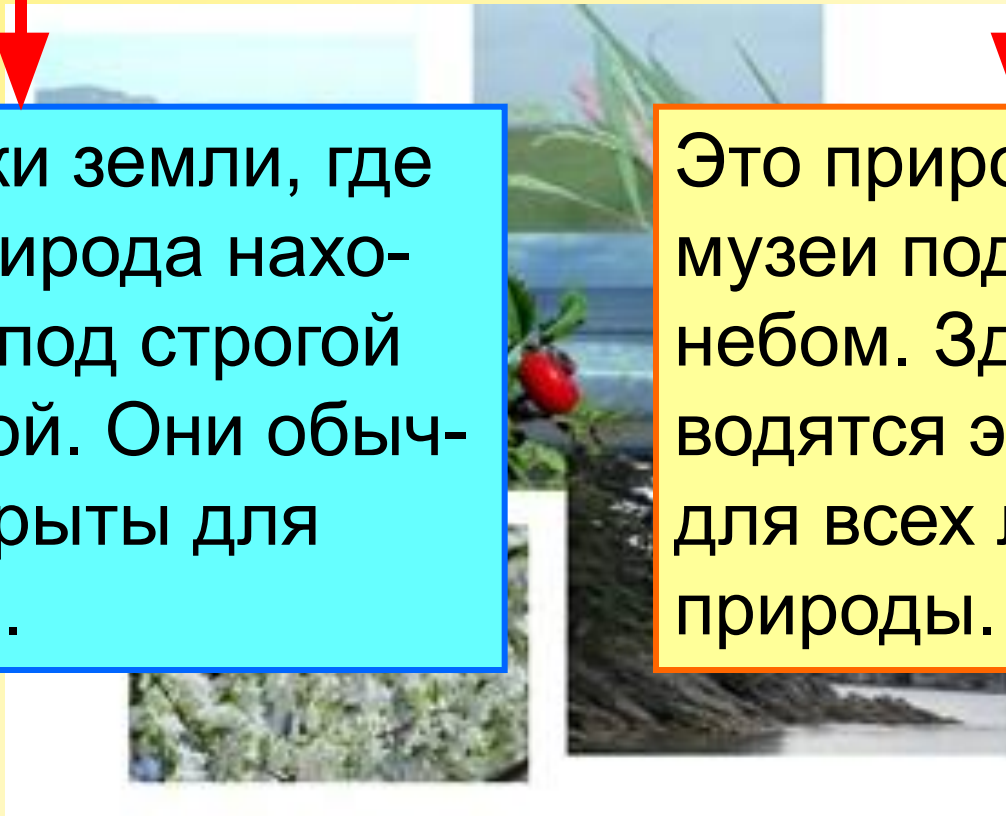 ки земли, где
ирода нахо-
под строгой
ой. Они обыч-
рыты для
.
Это приро
музеи под
небом. Зд
водятся э
для всех л
природы.